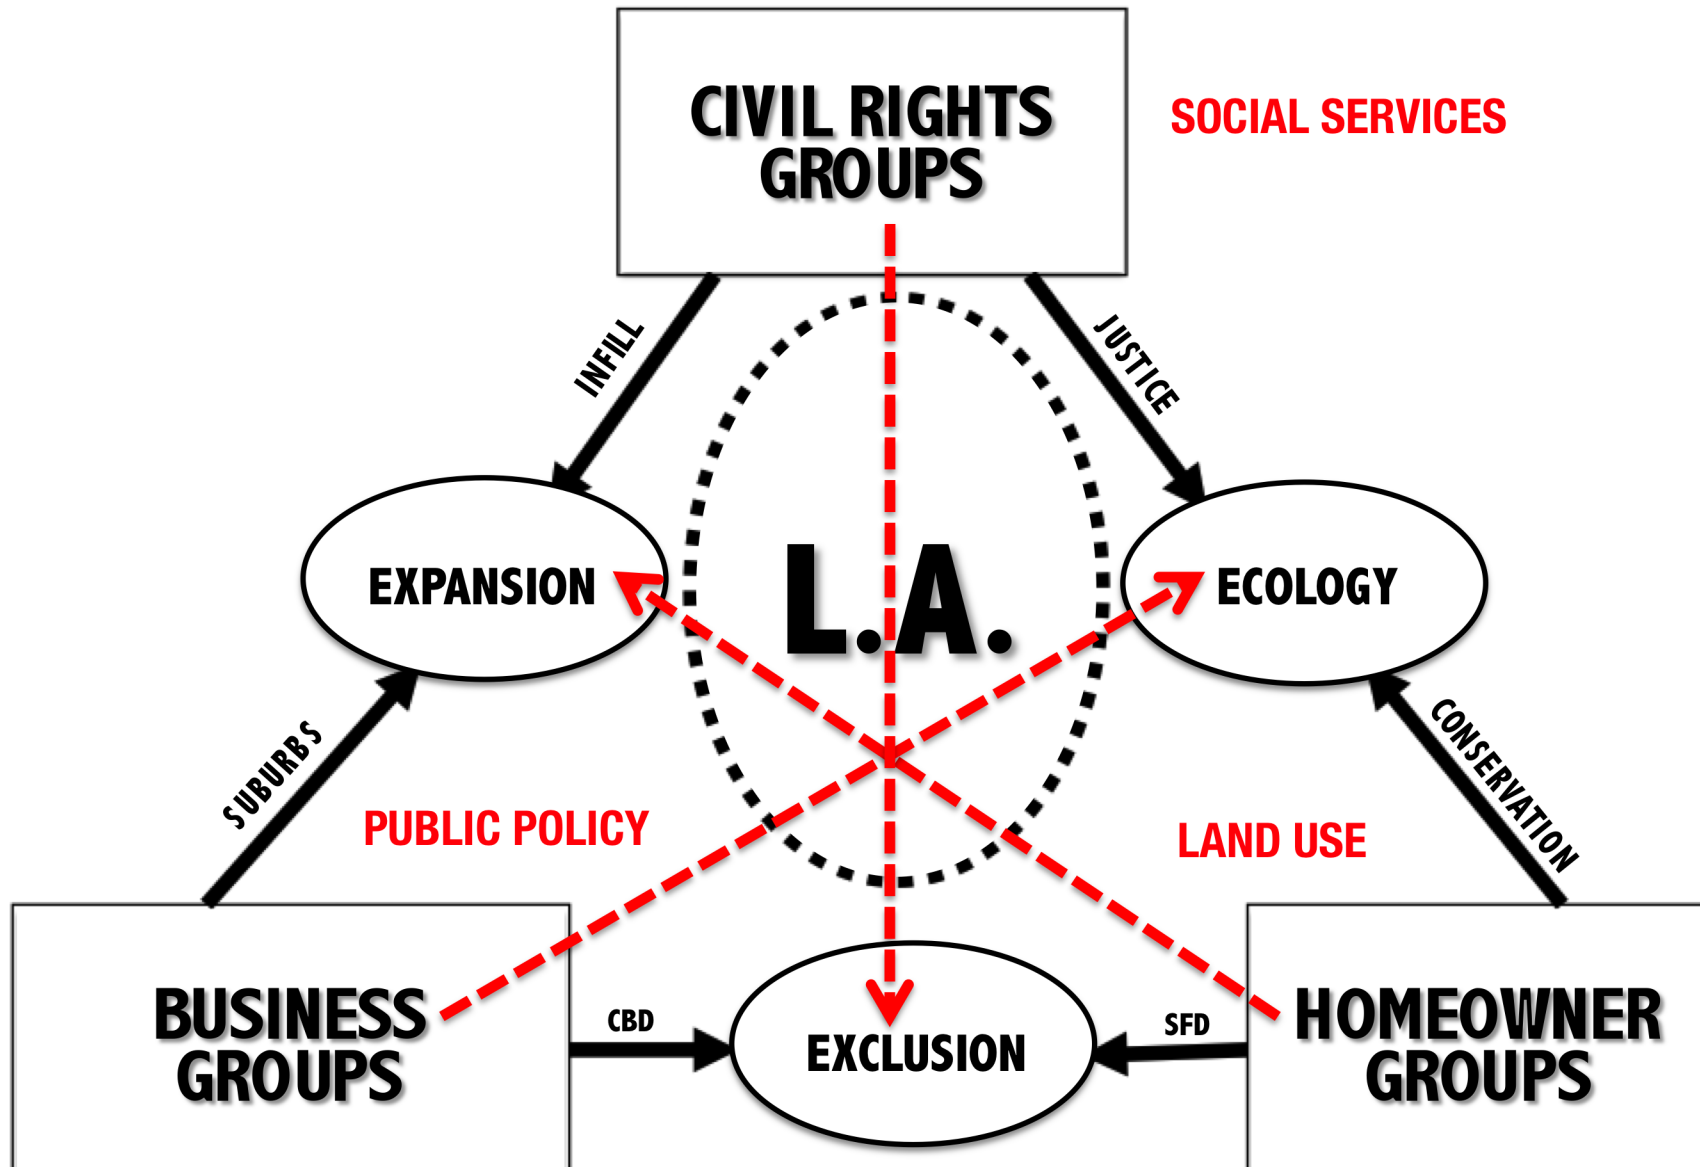 CIVIL RIGHTS
GROUPS
SOCIAL SERVICES
INFILL
JUSTICE
EXPANSION
L.A.
ECOLOGY
SUBURBS
CONSERVATION
PUBLIC POLICY
LAND USE
BUSINESS
GROUPS
CBD
EXCLUSION
SFD
HOMEOWNER
GROUPS